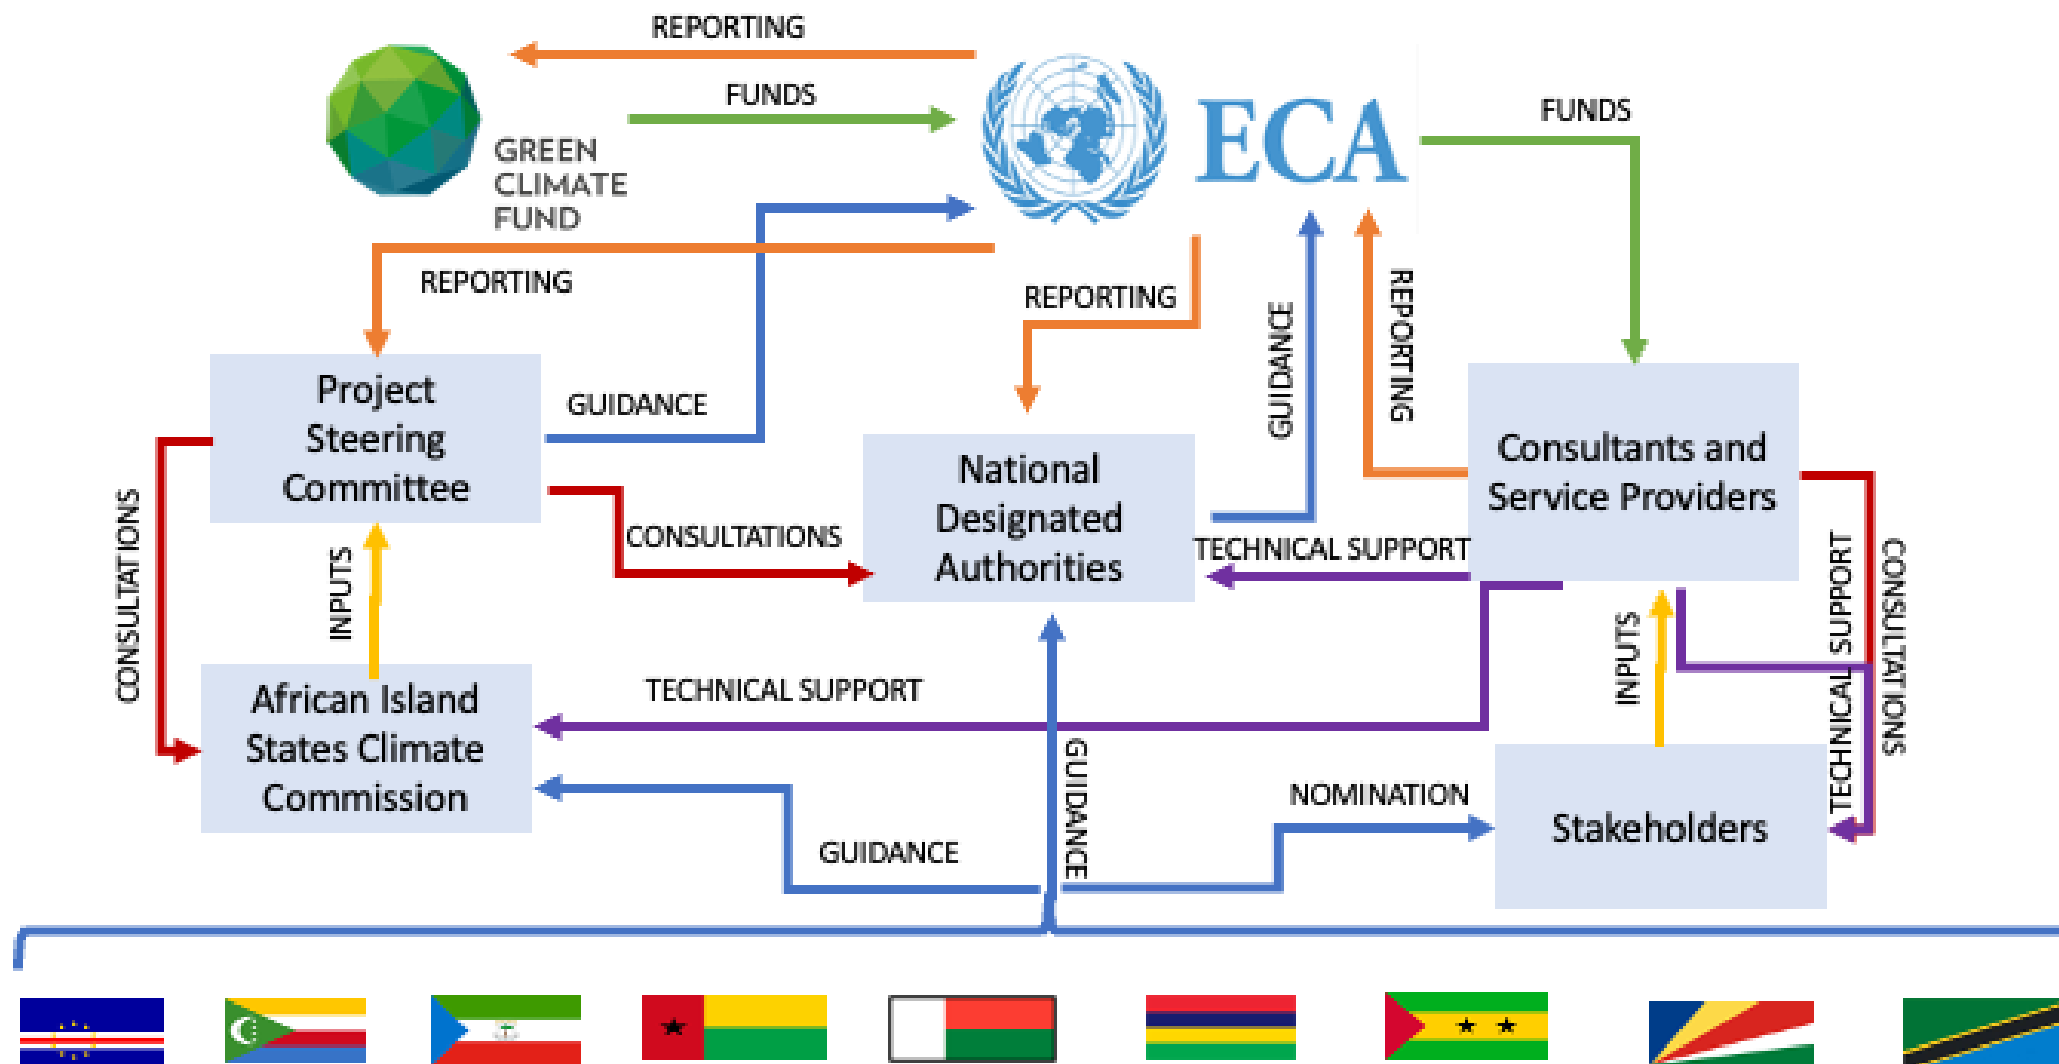 REPORTING
FUNDS
FUNDS
GREEN
CLIMATE
FUND
ECA
REPORTING
REPORTING
GUIDANCE
REPORTING
Project
Steering
Committee
GUIDANCE
National
Designated
Authorities
Consultants and
Service Providers
CONSULTATIONS
CONSULTATIONS
INPUTS
TECHNICAL SUPPORT
TECHNICAL SUPPORT
CONSULTATIONS
INPUTS
African Island
States Climate
Commission
TECHNICAL SUPPORT
GUIDANCE
NOMINATION
Stakeholders
GUIDANCE